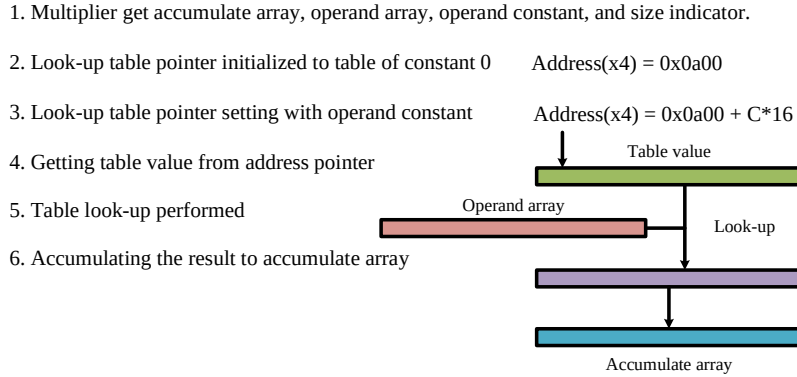 1. Multiplier get accumulate array, operand array, operand constant, and size indicator.
2. Look-up table pointer initialized to table of constant 0 Address(x4) = 0x0a00
3. Look-up table pointer setting with operand constant Address(x4) = 0x0a00 + C*16
4. Getting table value from address pointer
Table value
5. Table look-up performed
Operand array
Look-up
6. Accumulating the result to accumulate array
Accumulate array